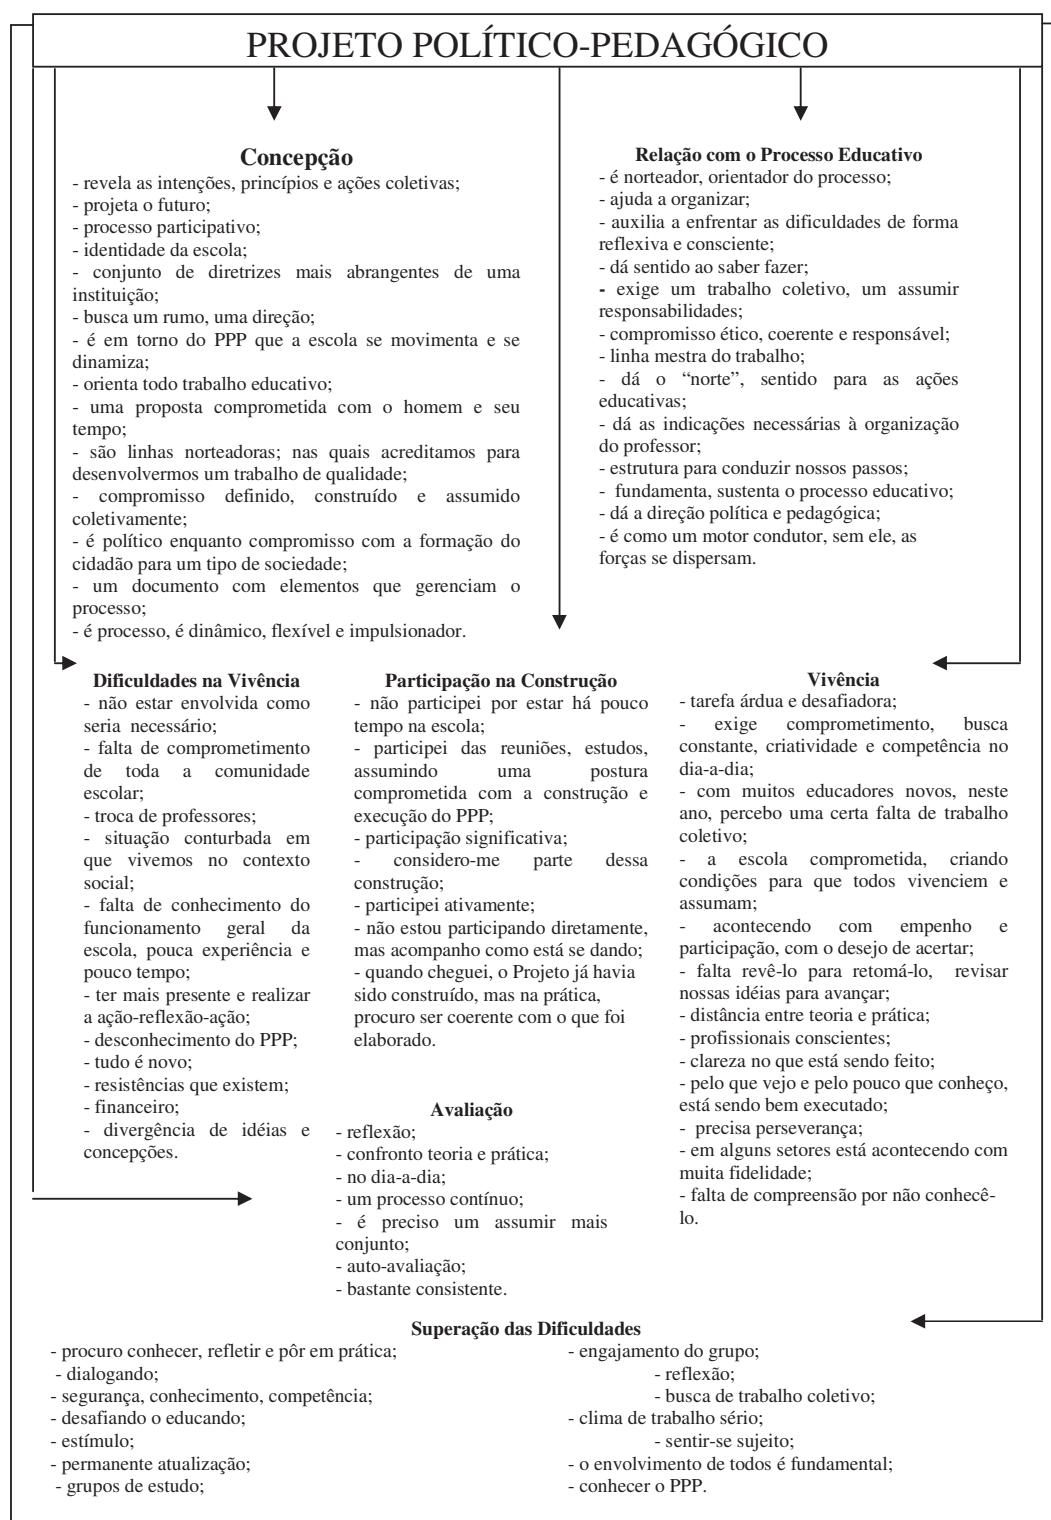 PROJETO POLÍTICO-PEDAGÓGICO
Concepção
- revela as intenções, princípios e ações coletivas;
- projeta o futuro;
- processo participativo;
- identidade da escola;
- conjunto de diretrizes mais abrangentes de uma
instituição;
- busca um rumo, uma direção;
- é em torno do PPP que a escola se movimenta e se
dinamiza;
- orienta todo trabalho educativo;
- uma proposta comprometida com o homem e seu
tempo;
- são linhas norteadoras; nas quais acreditamos para
desenvolvermos um trabalho de qualidade;
- compromisso definido, construído e assumido
coletivamente;
- é político enquanto compromisso com a formação do
cidadão para um tipo de sociedade;
- um documento com elementos que gerenciam o
processo;
- é processo, é dinâmico, flexível e impulsionador.
Relação com o Processo Educativo
- é norteador, orientador do processo;
- ajuda a organizar;
- auxilia a enfrentar as dificuldades de forma
reflexiva e consciente;
- dá sentido ao saber fazer;
- exige um trabalho coletivo, um assumir
responsabilidades;
- compromisso ético, coerente e responsável;
- linha mestra do trabalho;
- dá o “norte”, sentido para as ações
educativas;
- dá as indicações necessárias à organização
do professor;
- estrutura para conduzir nossos passos;
- fundamenta, sustenta o processo educativo;
- dá a direção política e pedagógica;
- é como um motor condutor, sem ele, as
forças se dispersam.
Dificuldades na Vivência
- não estar envolvida como
seria necessário;
- falta de comprometimento
de toda a comunidade
escolar;
- troca de professores;
- situação conturbada em
que vivemos no contexto
social;
- falta de conhecimento do
funcionamento geral da
escola, pouca experiência e
pouco tempo;
- ter mais presente e realizar
a ação-reflexão-ação;
- desconhecimento do PPP;
- tudo é novo;
- resistências que existem;
- financeiro;
- divergência de idéias e
concepções.
Participação na Construção
- não participei por estar há pouco
tempo na escola;
- participei das reuniões, estudos,
assumindo uma postura
comprometida com a construção e
execução do PPP;
- participação significativa;
- considero-me parte dessa
construção;
- participei ativamente;
- não estou participando diretamente,
mas acompanho como está se dando;
- quando cheguei, o Projeto já havia
sido construído, mas na prática,
procuro ser coerente com o que foi
elaborado.
Vivência
- tarefa árdua e desafiadora;
- exige comprometimento, busca
constante, criatividade e competência no
dia-a-dia;
- com muitos educadores novos, neste
ano, percebo uma certa falta de trabalho
coletivo;
- a escola comprometida, criando
condições para que todos vivenciem e
assumam;
- acontecendo com empenho e
participação, com o desejo de acertar;
- falta revê-lo para retomá-lo, revisar
nossas idéias para avançar;
- distância entre teoria e prática;
- profissionais conscientes;
- clareza no que está sendo feito;
- pelo que vejo e pelo pouco que conheço,
está sendo bem executado;
- precisa perseverança;
- em alguns setores está acontecendo com
muita fidelidade;
- falta de compreensão por não conhecê-
lo.
Avaliação
- reflexão;
- confronto teoria e prática;
- no dia-a-dia;
- um processo contínuo;
- é preciso um assumir mais
conjunto;
- auto-avaliação;
- bastante consistente.
Superação das Dificuldades
- procuro conhecer, refletir e pôr em prática;
- dialogando;
- segurança, conhecimento, competência;
- desafiando o educando;
- estímulo;
- permanente atualização;
- grupos de estudo;
- engajamento do grupo;
- reflexão;
- busca de trabalho coletivo;
- clima de trabalho sério;
- sentir-se sujeito;
- o envolvimento de todos é fundamental;
- conhecer o PPP.